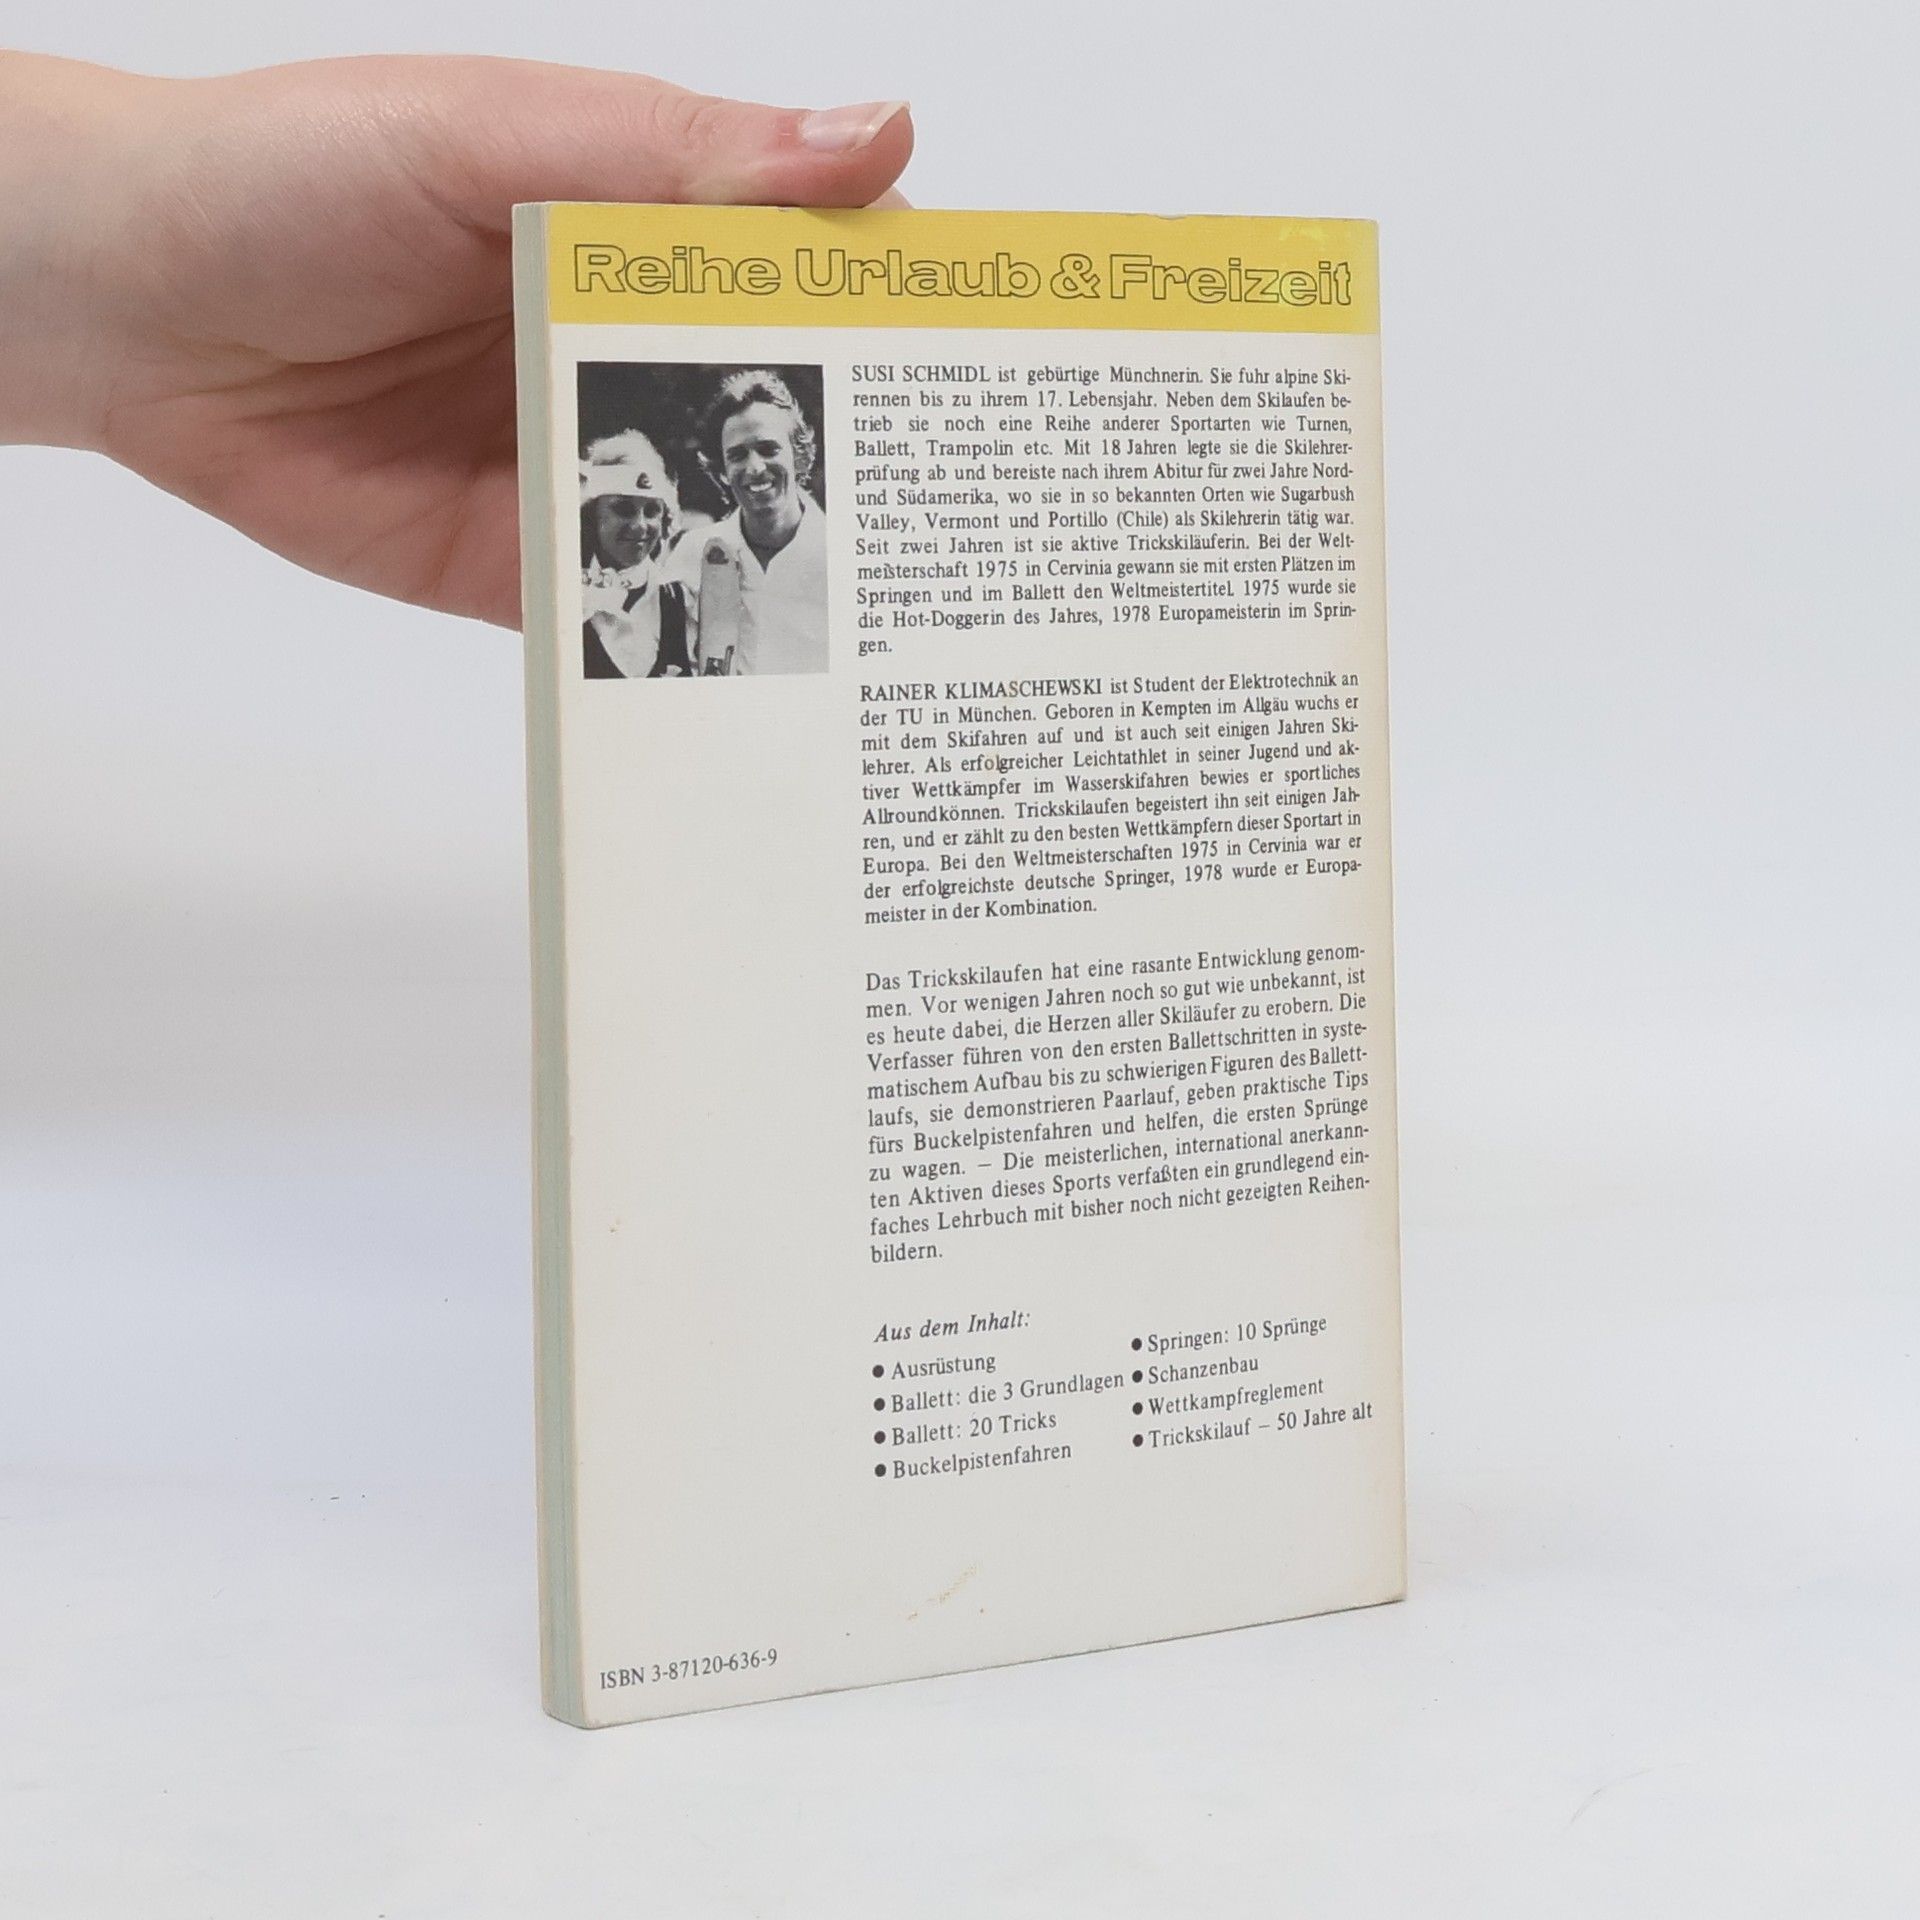 Reihe Urlaub & Freizeit
SUSI SCHMIDL ist gebürtige Münchnerin. Sie fuhr alpine Ski-
rennen bis zu ihrem 17. Lebensjahr. Neben dem Skilaufen be-
trieb sie noch eine Reihe anderer Sportarten wie Turnen,
Ballett, Trampolin etc. Mit 18 Jahren legte sie die Skilehrer-
prüfung ab und bereiste nach ihrem Abitur für zwei Jahre Nord-
und Südamerika, wo sie in so bekannten Orten wie Sugarbush
Valley, Vermont und Portillo (Chile) als Skilehrerin tätig war.
Seit zwei Jahren ist sie aktive Trickskiläuferin. Bei der Welt-
meisterschaft 1975 in Cervinia gewann sie mit ersten Plätzen im
Springen und im Ballett den Weltmeistertitel. 1975 wurde sie
die Hot-Doggerin des Jahres, 1978 Europameisterin im Sprin-
gen.
RAINER KLIMASCHEWSKI ist Student der Elektrotechnik an
der TU in München. Geboren in Kempten im Allgäu wuchs er
mit dem Skifahren auf und ist auch seit einigen Jahren Ski-
lehrer. Als erfolgreicher Leichtathlet in seiner Jugend und ak-
tiver Wettkämpfer im Wasserskifahren bewies er sportliches
Allroundkönnen. Trickskilaufen begeistert ihn seit einigen Jah-
ren, und er zählt zu den besten Wettkämpfern dieser Sportart in
Europa. Bei den Weltmeisterschaften 1975 in Cervinia war er
der erfolgreichste deutsche Springer, 1978 wurde er Europa-
meister in der Kombination.
Das Trickskilaufen hat eine rasante Entwicklung genom-
men. Vor wenigen Jahren noch so gut wie unbekannt, ist
es heute dabei, die Herzen aller Skiläufer zu erobern. Die
Verfasser führen von den ersten Ballettschritten in syste-
matischem Aufbau bis zu schwierigen Figuren des Ballett-
laufs, sie demonstrieren Paarlauf, geben praktische Tips
fürs Buckelpistenfahren und helfen, die ersten Sprünge
zu wagen. – Die meisterlichen, international anerkann-
ten Aktiven dieses Sports verfaßten ein grundlegend ein-
faches Lehrbuch mit bisher noch nicht gezeigten Reihen-
bildern.
Aus dem Inhalt:
● Ausrüstung
● Ballett: die 3 Grundlagen
● Ballett: 20 Tricks
● Buckelpistenfahren
● Springen: 10 Sprünge
● Schanzenbau
● Wettkampfreglement
● Trickskilauf – 50 Jahre alt
ISBN 3-87120-636-9